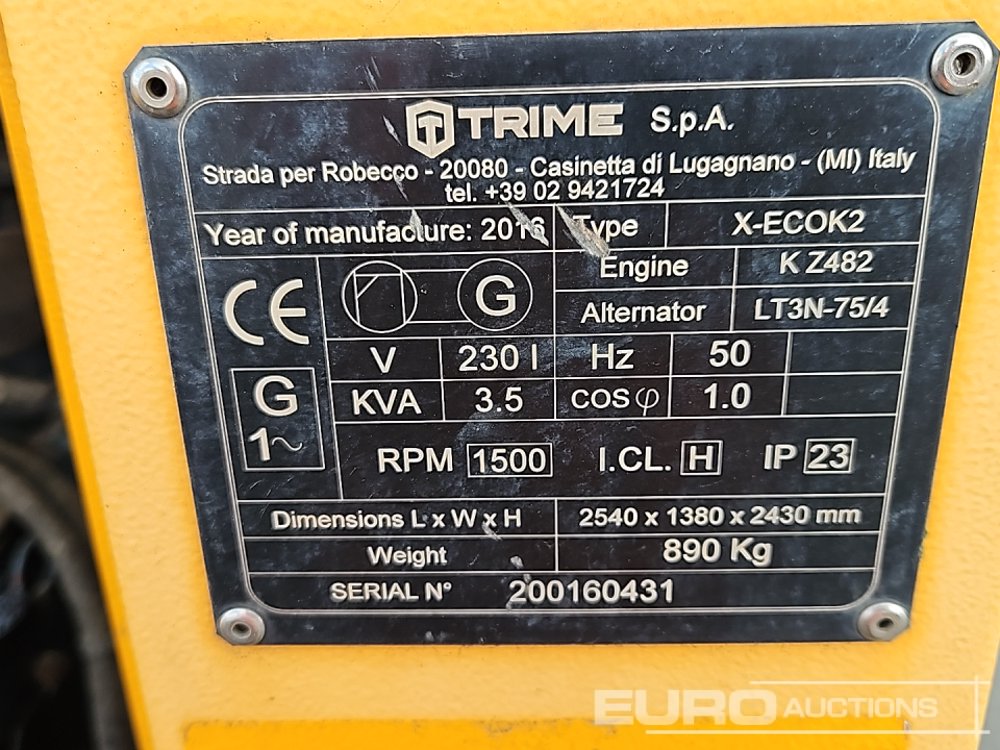 TRIME S.p.A.
Strada per Robecco - 20080 - Casinetta di Lugagnano - (MI) Italy
tel. +39 02 9421724
Year of manufacture: 2016 Type X-ECOK2
Engine K Z482
Alternator LT3N-75/4
CE
G
V 230 I Hz 50
KVA 3.5 COS φ 1.0
G
1~
RPM 1500 I.CL. H IP 23
Dimensions L x W x H 2540 x 1380 x 2430 mm
Weight 890 Kg
SERIAL N° 200160431
EURO AUCTIONS